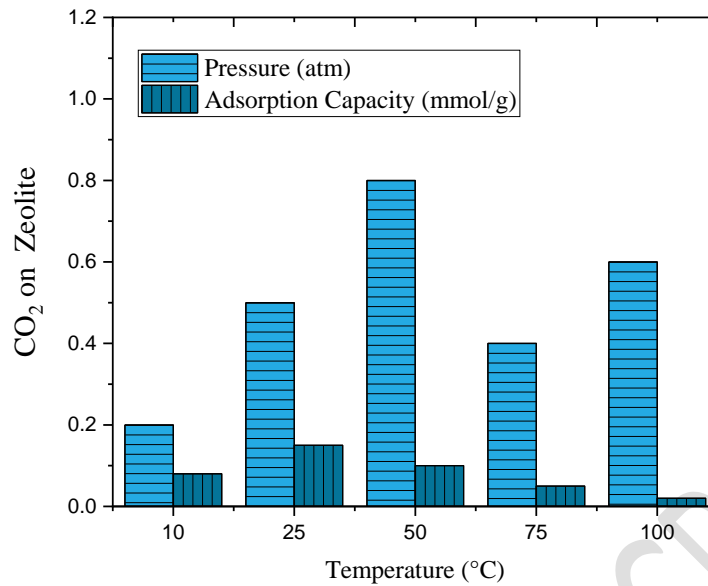 1.2
Pressure (atm)
Adsorption Capacity (mmol/g)
1.0
0.8
0.6
0.4
0.2
0.0
CO₂ on Zeolite
10 25 50 75 100
Temperature (°C)